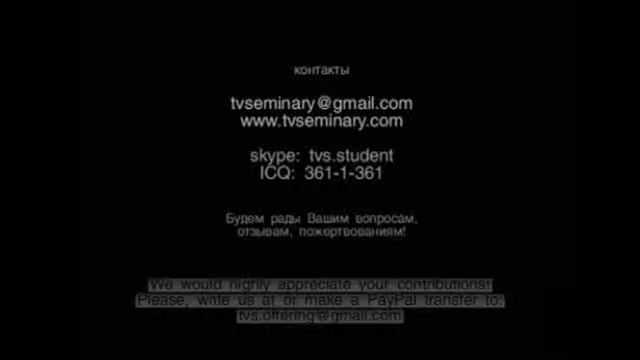 контакты
tvseminary@gmail.com
www.tvseminary.com
skype: tvs.student
ICQ: 361-1-361
Будем рады Вашим вопросам,
отзывам, пожортвованиям!
We would highly appreciate your contributions!
Please, write us at or make a PayPal transfer to:
tvs.offering@gmail.com